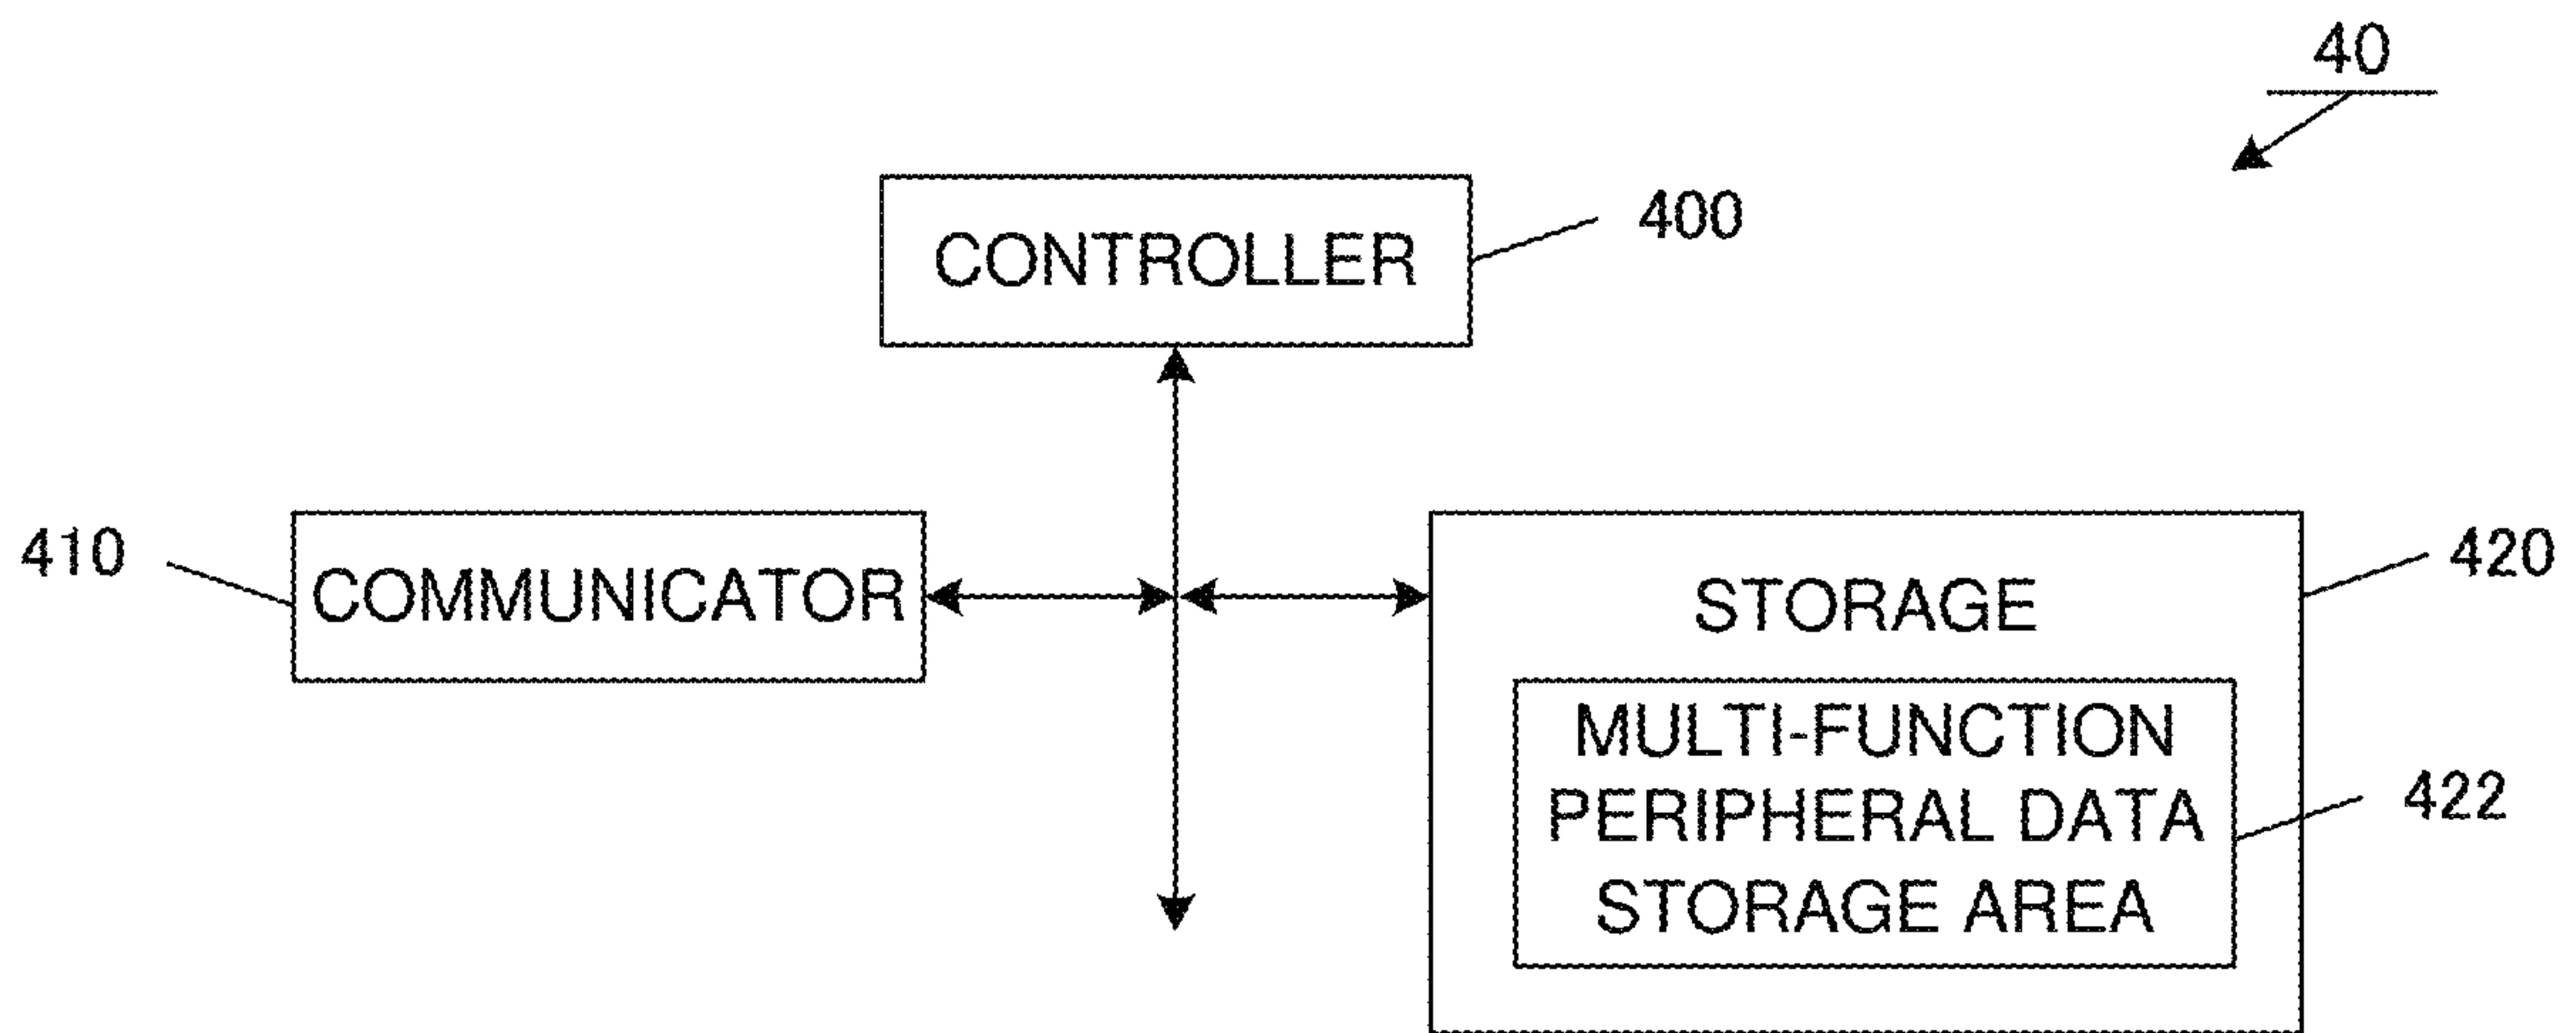 40
CONTROLLER
400
410
COMMUNICATOR
STORAGE
420
MULTI-FUNCTION
PERIPHERAL DATA
STORAGE AREA
422